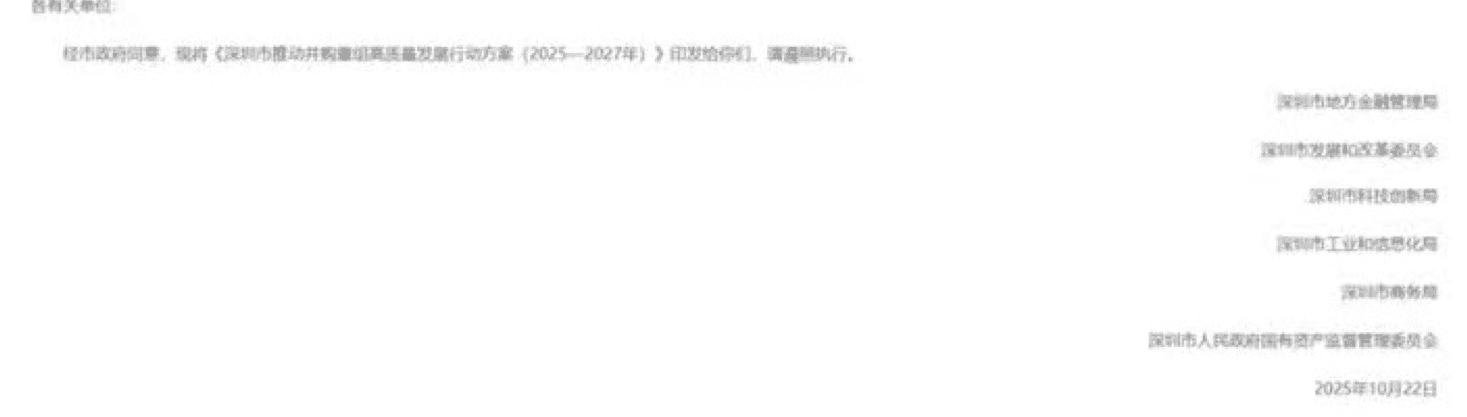 各有关单位:
经市政府同意，现将《深圳市推动并购重组高质量发展行动方案（2025—2027年）》印发给你们，请遵照执行。
深圳市地方金融管理局
深圳市发展和改革委员会
深圳市科技创新局
深圳市工业和信息化局
深圳市商务局
深圳市人民政府国有资产监督管理委员会
2025年10月22日